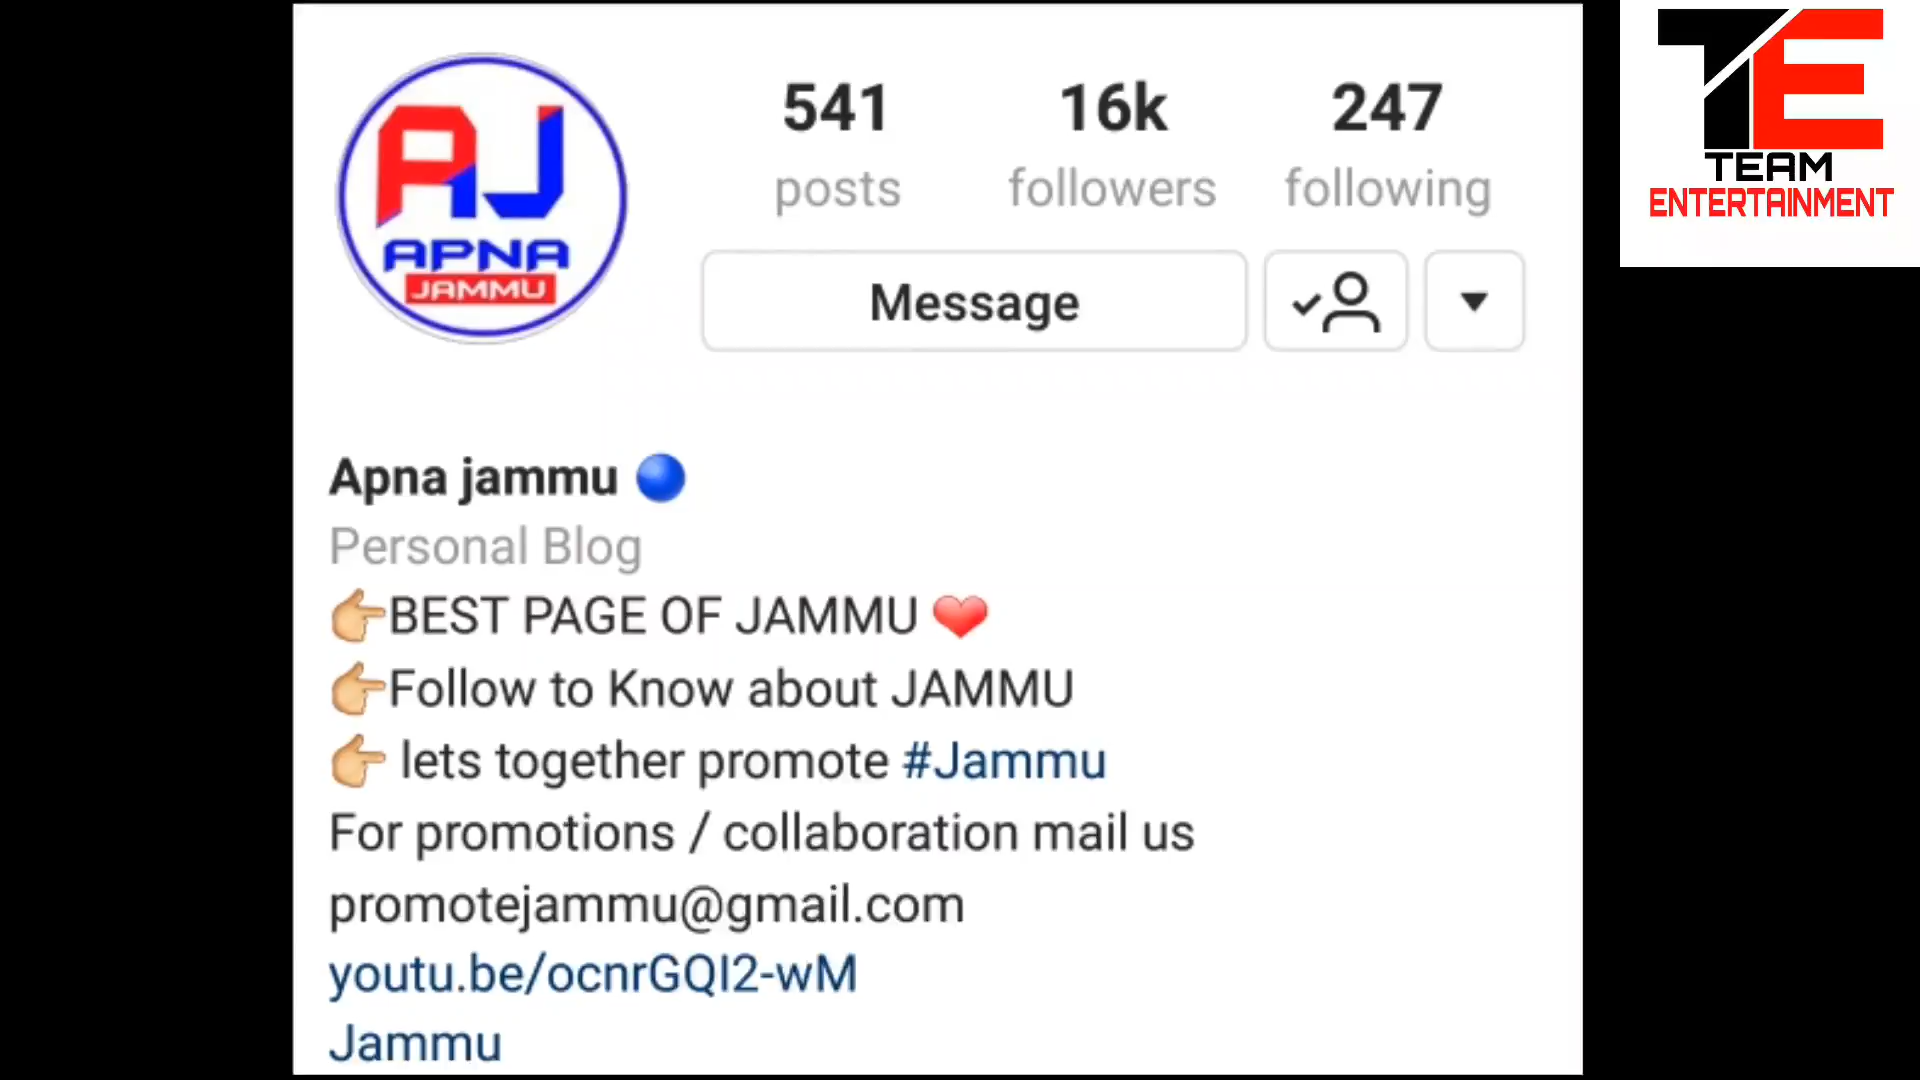 AJ
APNA
JAMMU
541 16k 247
posts followers following
Message
TE
TEAM
ENTERTAINMENT
Apna jammu 🔵
Personal Blog
👉BEST PAGE OF JAMMU ❤
👉Follow to Know about JAMMU
👉 lets together promote #Jammu
For promotions / collaboration mail us
promotejammu@gmail.com
youtu.be/ocnrGQI2-wM
Jammu